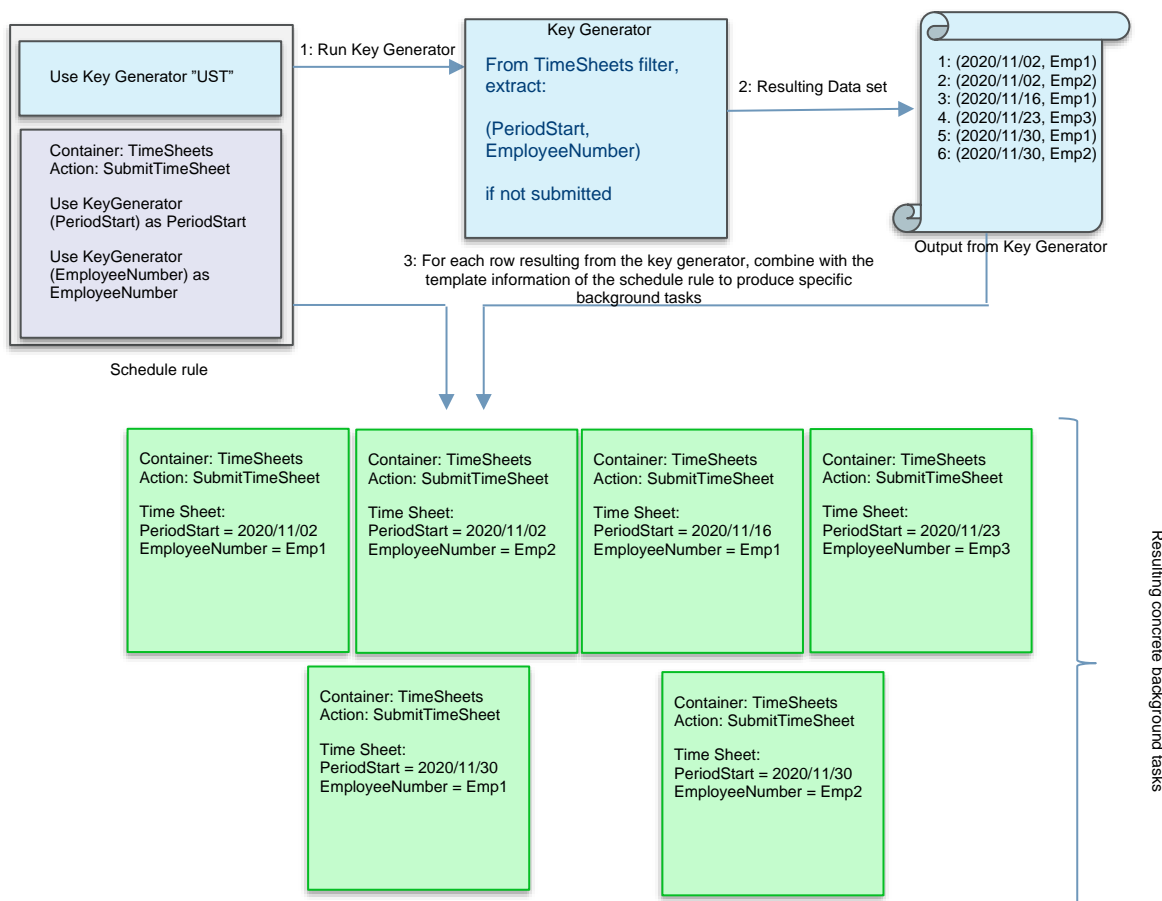 Use Key Generator ”UST”
Container: TimeSheets
Action: SubmitTimeSheet
Use KeyGenerator
(PeriodStart) as PeriodStart
Use KeyGenerator
(EmployeeNumber) as
EmployeeNumber
Schedule rule
1: Run Key Generator
Key Generator
From TimeSheets filter,
extract:
(PeriodStart,
EmployeeNumber)
if not submitted
2: Resulting Data set
1: (2020/11/02, Emp1)
2: (2020/11/02, Emp2)
3: (2020/11/16, Emp1)
4. (2020/11/23, Emp3)
5: (2020/11/30, Emp1)
6: (2020/11/30, Emp2)
Output from Key Generator
3: For each row resulting from the key generator, combine with the
template information of the schedule rule to produce specific
background tasks
Container: TimeSheets
Action: SubmitTimeSheet
Time Sheet:
PeriodStart = 2020/11/02
EmployeeNumber = Emp1
Container: TimeSheets
Action: SubmitTimeSheet
Time Sheet:
PeriodStart = 2020/11/02
EmployeeNumber = Emp2
Container: TimeSheets
Action: SubmitTimeSheet
Time Sheet:
PeriodStart = 2020/11/16
EmployeeNumber = Emp1
Container: TimeSheets
Action: SubmitTimeSheet
Time Sheet:
PeriodStart = 2020/11/23
EmployeeNumber = Emp3
Container: TimeSheets
Action: SubmitTimeSheet
Time Sheet:
PeriodStart = 2020/11/30
EmployeeNumber = Emp1
Container: TimeSheets
Action: SubmitTimeSheet
Time Sheet:
PeriodStart = 2020/11/30
EmployeeNumber = Emp2
Resulting concrete background tasks